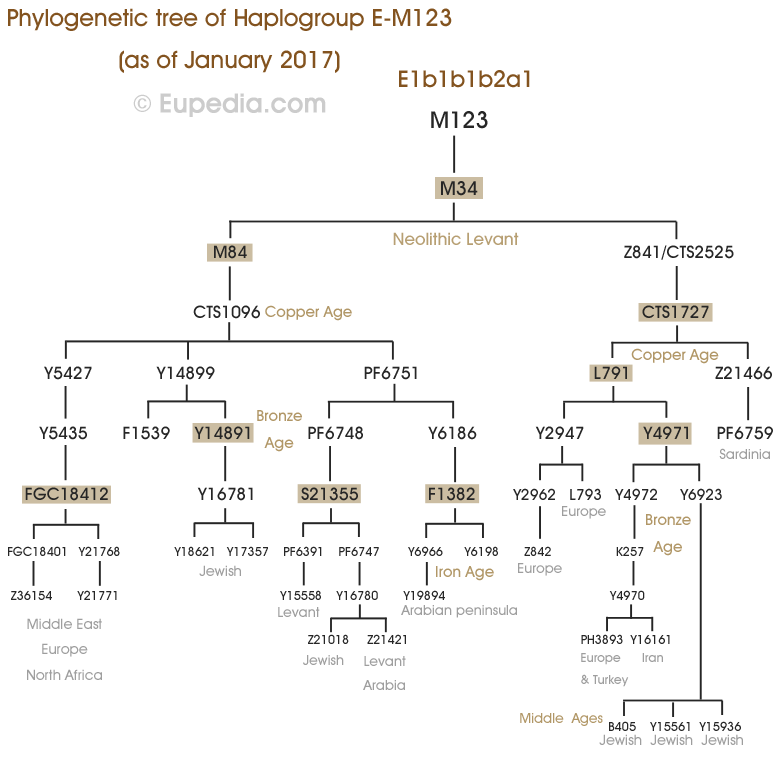 Phylogenetic tree of Haplogroup E-M123
(as of January 2017)
E1b1b1b2a1
© Eupedia.com
M123
M34
Neolithic Levant
M84
Z841/CTS2525
CTS1096 Copper Age
CTS1727
Copper Age
Y5427
Y14899
PF6751
L791
Z21466
Y5435
F1539
Y14891
Bronze
Age
PF6748
Y6186
Y2947
Y4971
PF6759
Sardinia
FGC18412
Y16781
S21355
F1382
Y2962
L793
Europe
Y4972
Y6923
Bronze
Age
FGC18401
Y21768
Y18621
Y17357
Jewish
PF6391
PF6747
Y6966
Y6198
Iron Age
Z842
Europe
K257
Z36154
Y21771
Y15558
Levant
Y16780
Y19894
Arabian peninsula
Y4970
Middle East
Europe
North Africa
Z21018
Jewish
Z21421
Levant
Arabia
PH3893
Europe
& Turkey
Y16161
Iran
Middle Ages
B405
Jewish
Y15561
Jewish
Y15936
Jewish